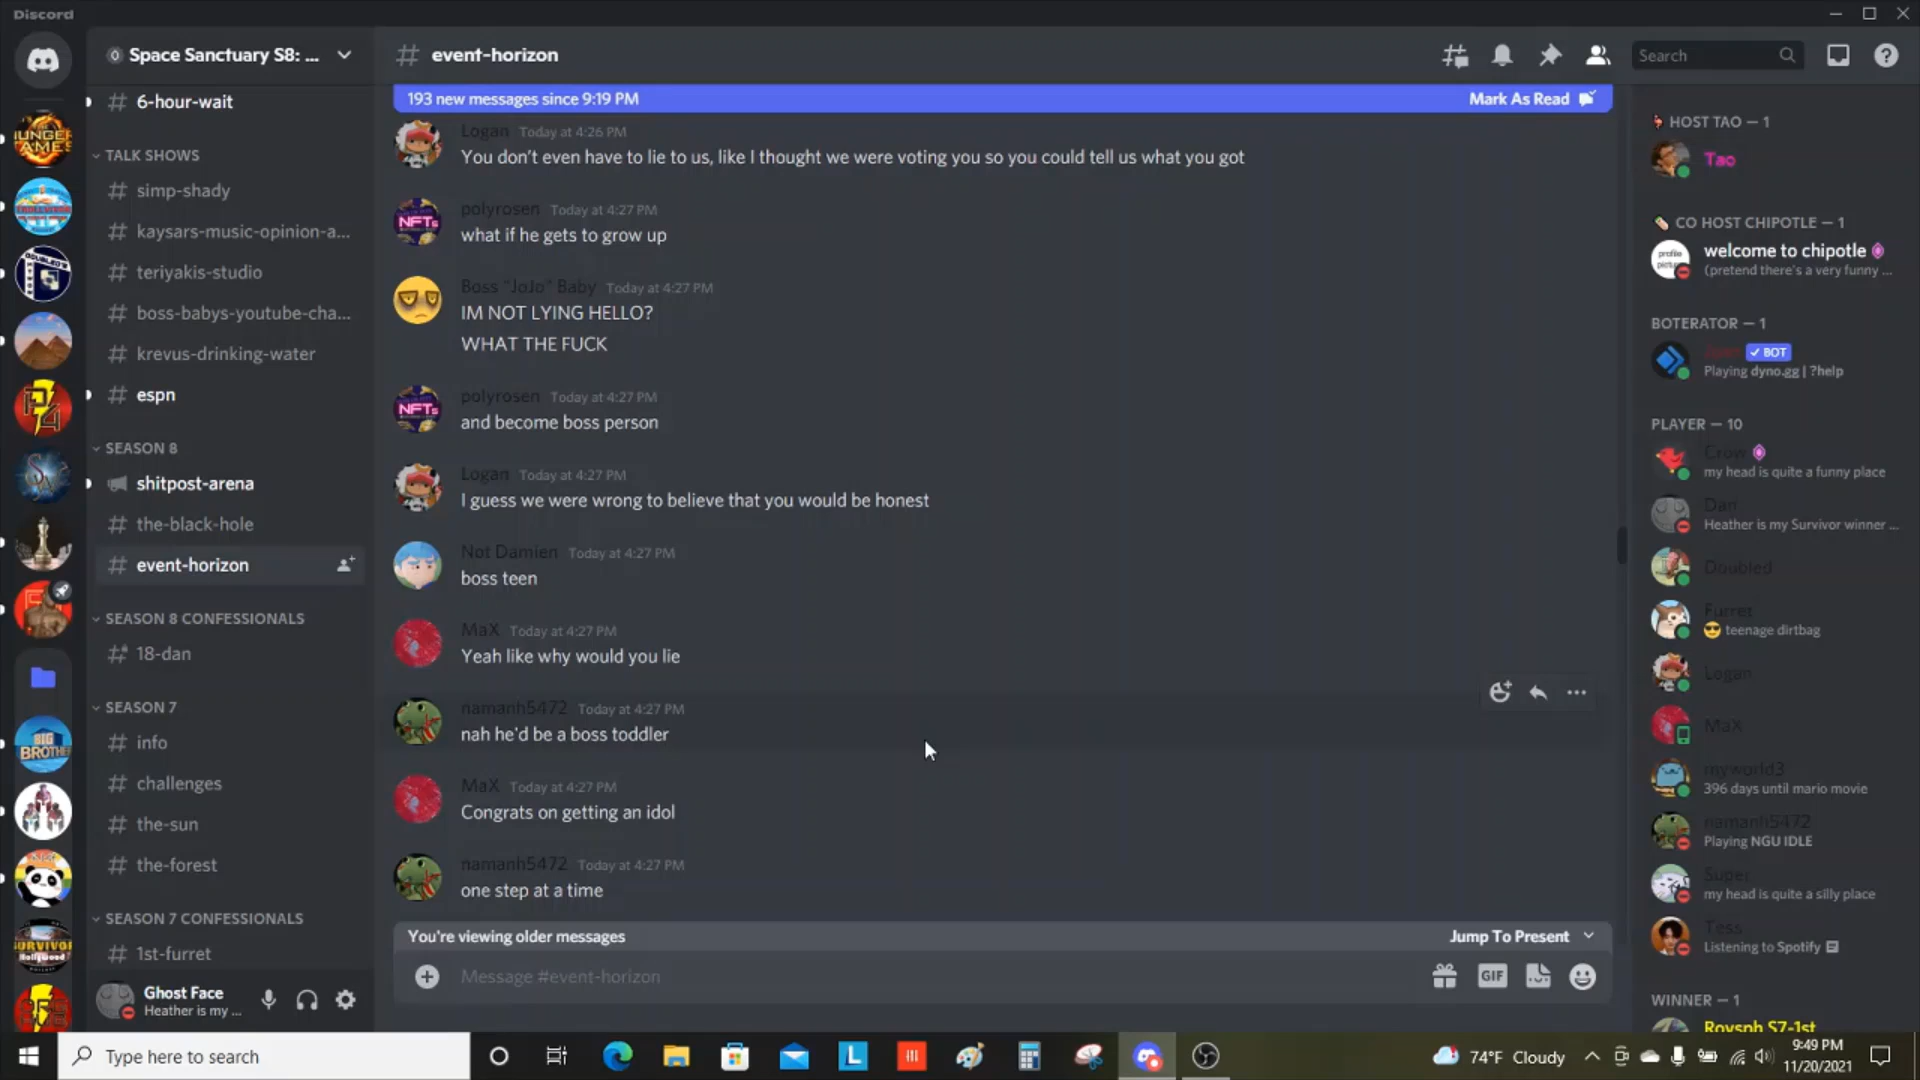 Discord
Space Sanctuary S8: ...
event-horizon
Search
193 new messages since 9:19 PM
Mark As Read
6-hour-wait
TALK SHOWS
simp-shady
kaysars-music-opinion-a...
teriyakis-studio
boss-babys-youtube-cha...
krevus-drinking-water
espn
SEASON 8
shitpost-arena
the-black-hole
event-horizon
SEASON 8 CONFESSIONALS
18-dan
SEASON 7
info
challenges
the-sun
the-forest
SEASON 7 CONFESSIONALS
1st-furret
Ghost Face
Heather is my ...
Logan Today at 4:26 PM
You don't even have to lie to us, like I thought we were voting you so you could tell us what you got
polyrosen Today at 4:27 PM
what if he gets to grow up
Boss "JoJo" Baby Today at 4:27 PM
IM NOT LYING HELLO?
WHAT THE FUCK
polyrosen Today at 4:27 PM
and become boss person
Logan Today at 4:27 PM
I guess we were wrong to believe that you would be honest
Not Damien Today at 4:27 PM
boss teen
MaX Today at 4:27 PM
Yeah like why would you lie
namanh5472 Today at 4:27 PM
nah he'd be a boss toddler
MaX Today at 4:27 PM
Congrats on getting an idol
namanh5472 Today at 4:27 PM
one step at a time
You're viewing older messages
Jump To Present
Message #event-horizon
GIF
HOST TAO — 1
Tao
CO HOST CHIPOTLE — 1
welcome to chipotle
(pretend there's a very funny ...
BOTERATOR — 1
BOT
Playing dyno.gg | ?help
PLAYER — 10
Crow
my head is quite a funny place
Dan
Heather is my Survivor winner ...
Doubled
Furret
teenage dirtbag
Logan
MaX
myworld3
396 days until mario movie
namanh5472
Playing NGU IDLE
Super
my head is quite a silly place
Tess
Listening to Spotify
WINNER — 1
Roysph S7-1st
Type here to search
74°F Cloudy
9:49 PM
11/20/2021